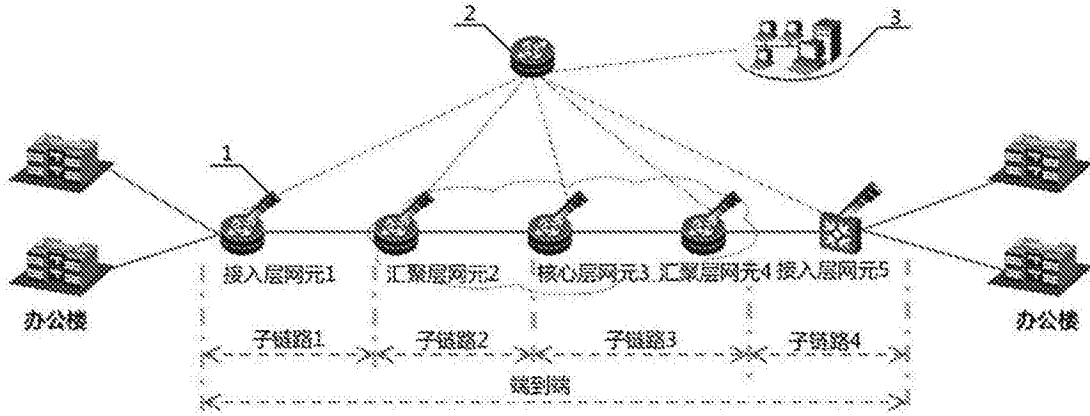 2
3
1
接入层网元1 汇聚层网元2 核心层网元3 汇聚层网元4 接入层网元5
办公楼 办公楼
子链路1 子链路2 子链路3 子链路4
端到端